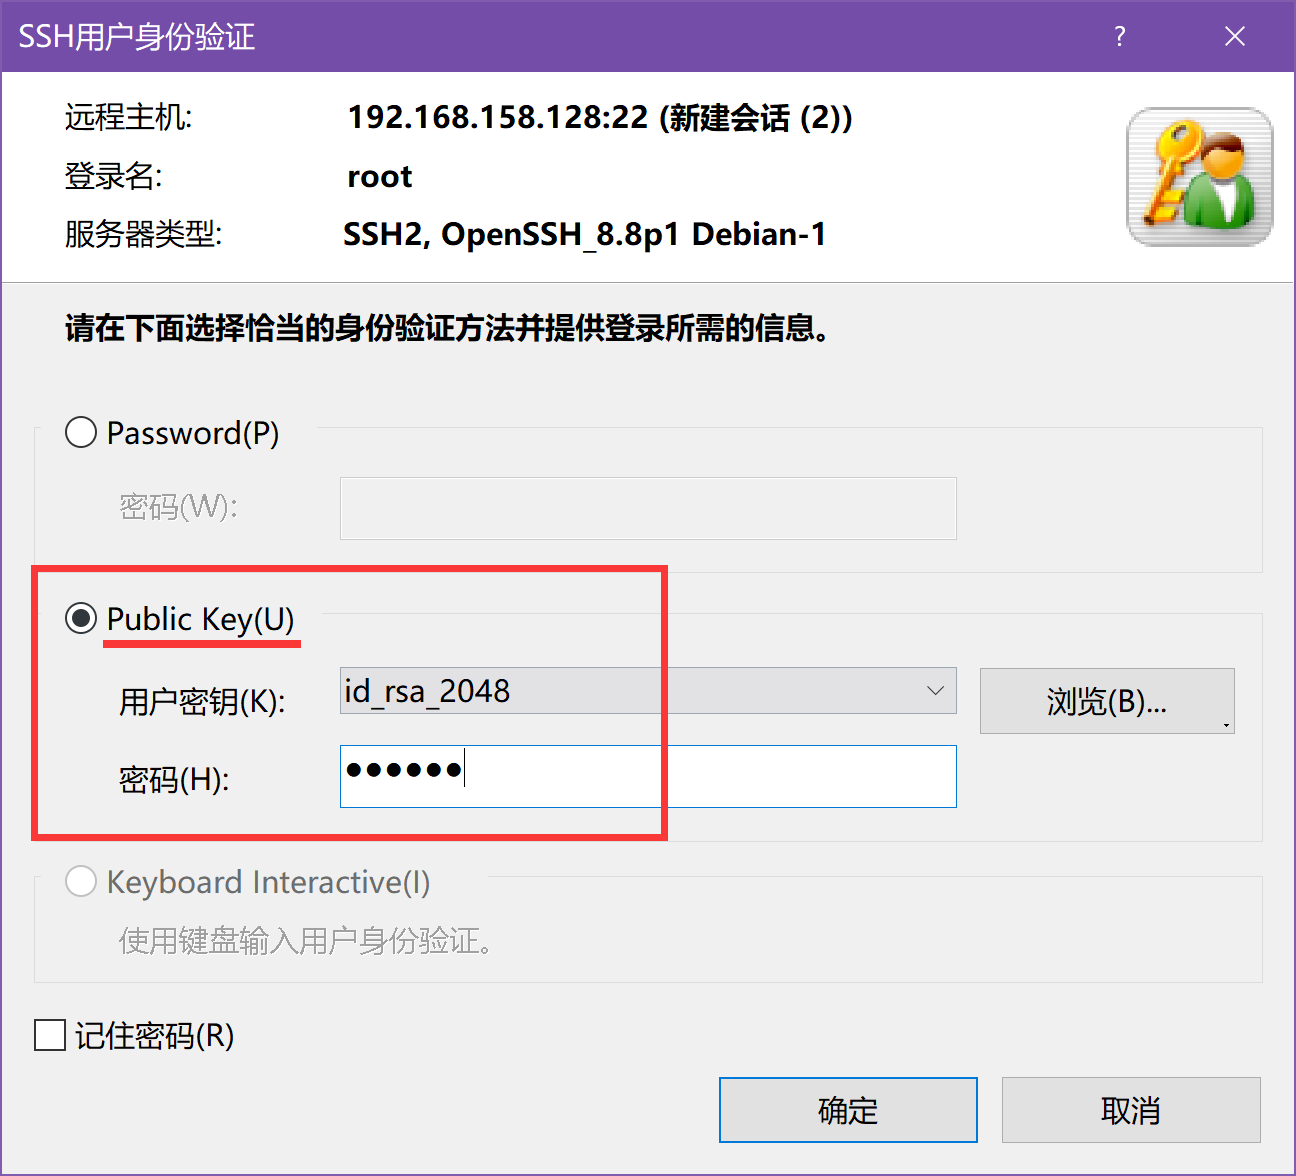 SSH用户身份验证
?
远程主机: 192.168.158.128:22 (新建会话 (2))
登录名: root
服务器类型: SSH2, OpenSSH_8.8p1 Debian-1
请在下面选择恰当的身份验证方法并提供登录所需的信息。
Password(P)
密码(W):
Public Key(U)
用户密钥(K): id_rsa_2048 浏览(B)...
密码(H): ●●●●●●
Keyboard Interactive(I)
使用键盘输入用户身份验证。
记住密码(R)
确定 取消